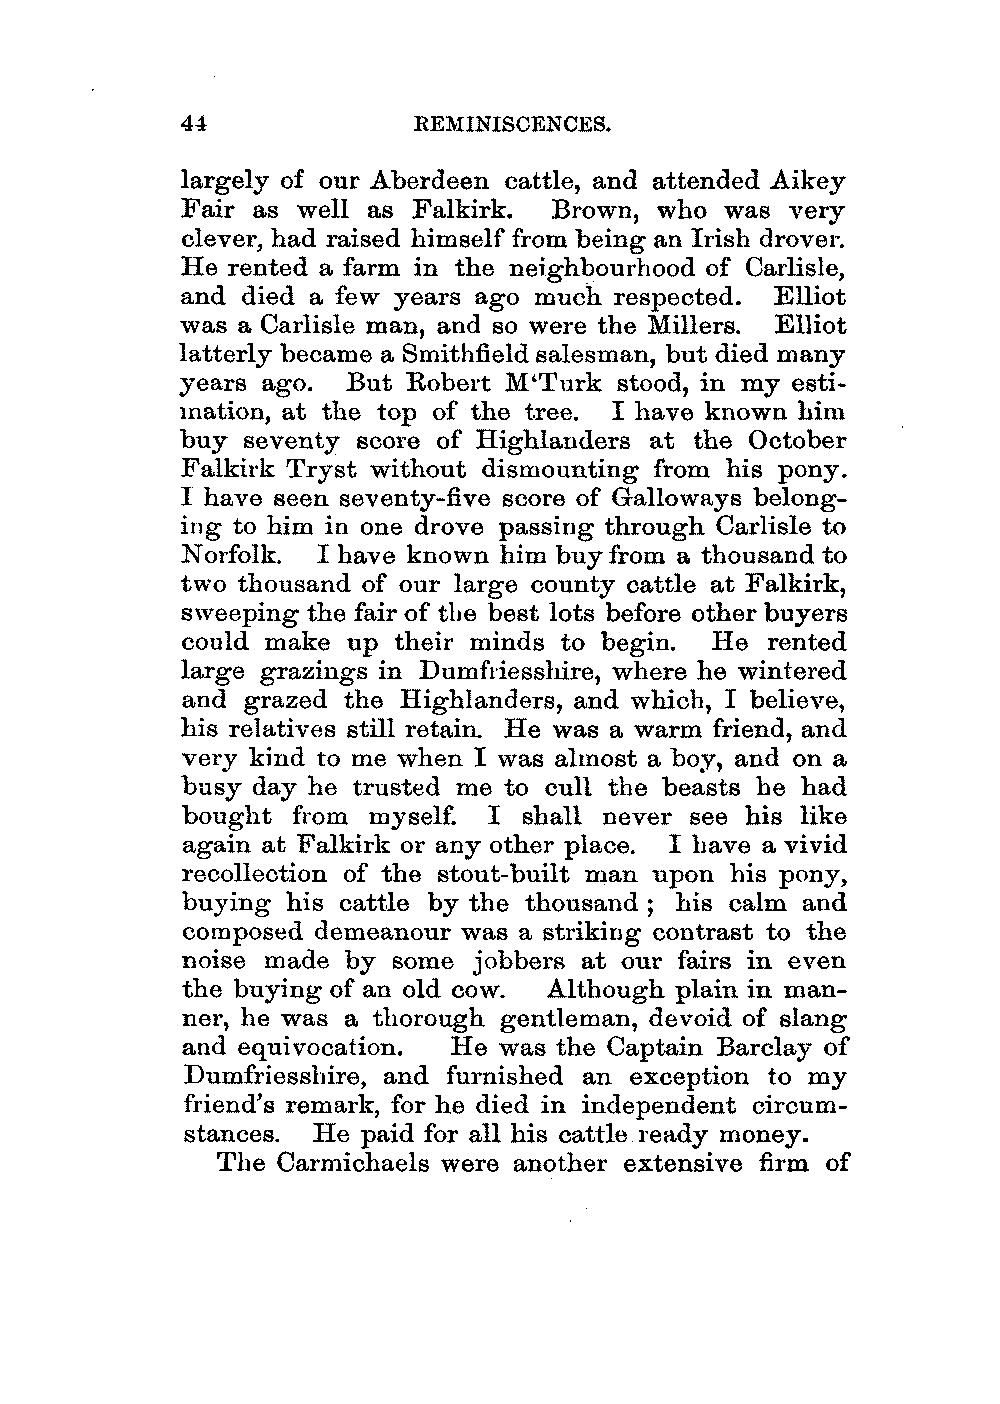 44 REMINISCENCES.
largely of our Aberdeen cattle, and attended Aikey
Fair as well as Falkirk. Brown, who was very
clever, had raised himself from being an Irish drover.
He rented a farm in the neighbourhood of Carlisle,
and died a few years ago much respected. Elliot
was a Carlisle man, and so were the Millers. Elliot
latterly became a Smithfield salesman, but died many
years ago. But Robert M‘Turk stood, in my esti-
mation, at the top of the tree. I have known him
buy seventy score of Highlanders at the October
Falkirk Tryst without dismounting from his pony.
I have seen seventy-five score of Galloways belong-
ing to him in one drove passing through Carlisle to
Norfolk. I have known him buy from a thousand to
two thousand of our large county cattle at Falkirk,
sweeping the fair of the best lots before other buyers
could make up their minds to begin. He rented
large grazings in Dumfriesshire, where he wintered
and grazed the Highlanders, and which, I believe,
his relatives still retain. He was a warm friend, and
very kind to me when I was almost a boy, and on a
busy day he trusted me to cull the beasts he had
bought from myself. I shall never see his like
again at Falkirk or any other place. I have a vivid
recollection of the stout-built man upon his pony,
buying his cattle by the thousand; his calm and
composed demeanour was a striking contrast to the
noise made by some jobbers at our fairs in even
the buying of an old cow. Although plain in man-
ner, he was a thorough gentleman, devoid of slang
and equivocation. He was the Captain Barclay of
Dumfriesshire, and furnished an exception to my
friend's remark, for he died in independent circum-
stances. He paid for all his cattle ready money.
The Carmichaels were another extensive firm of